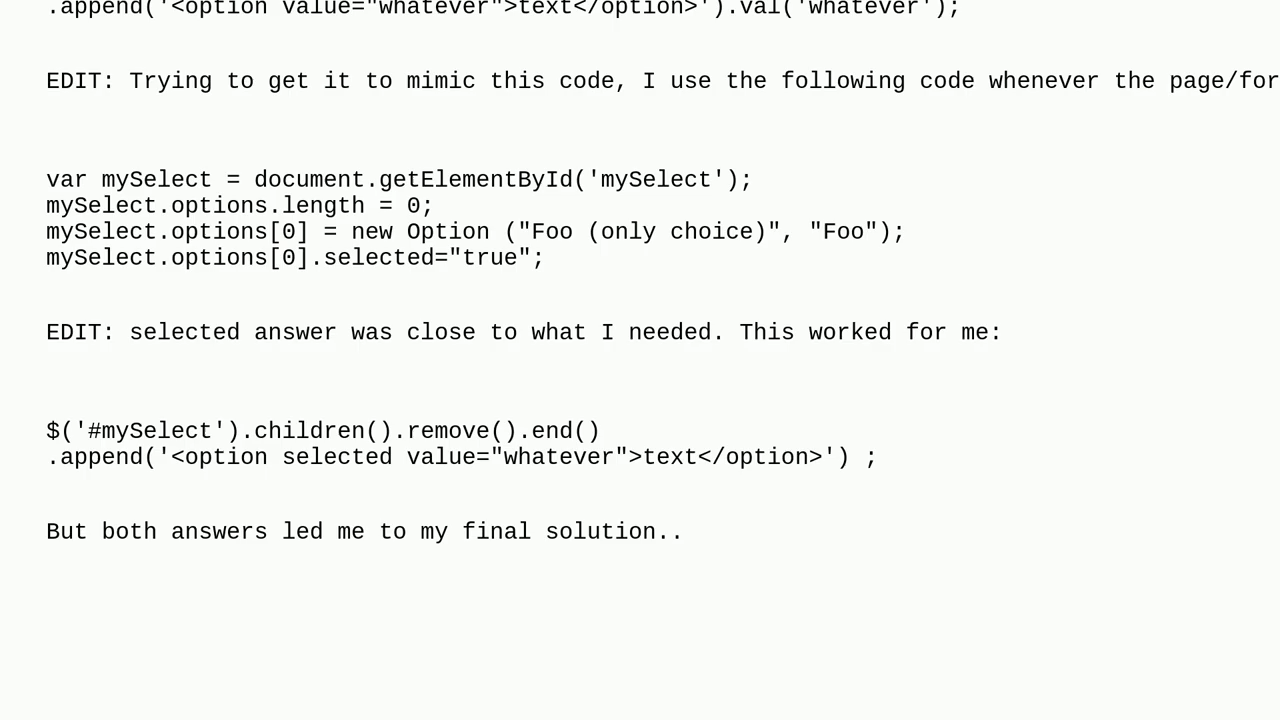 .append('<option value="whatever">text</option>').val('whatever');
EDIT: Trying to get it to mimic this code, I use the following code whenever the page/for
var mySelect = document.getElementById('mySelect');
mySelect.options.length = 0;
mySelect.options[0] = new Option ("Foo (only choice)", "Foo");
mySelect.options[0].selected="true";
EDIT: selected answer was close to what I needed. This worked for me:
$('#mySelect').children().remove().end()
.append('<option selected value="whatever">text</option>') ;
But both answers led me to my final solution..